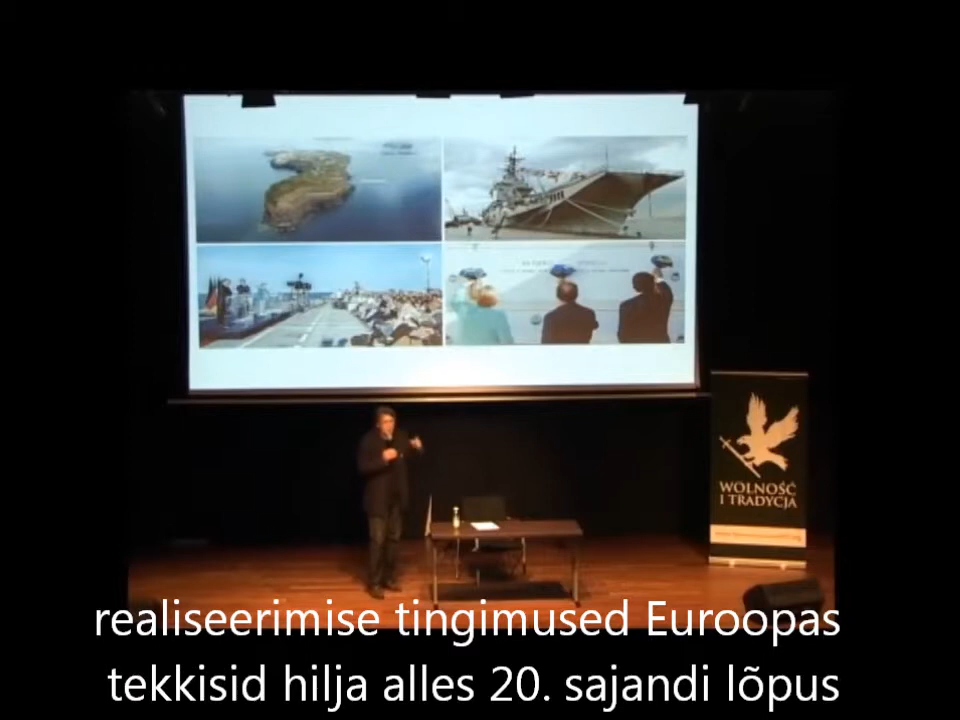 WOLNOŚĆ
I TRADYCJA
realiseerimise tingimused Euroopas
tekkisid hilja alles 20. sajandi lõpus